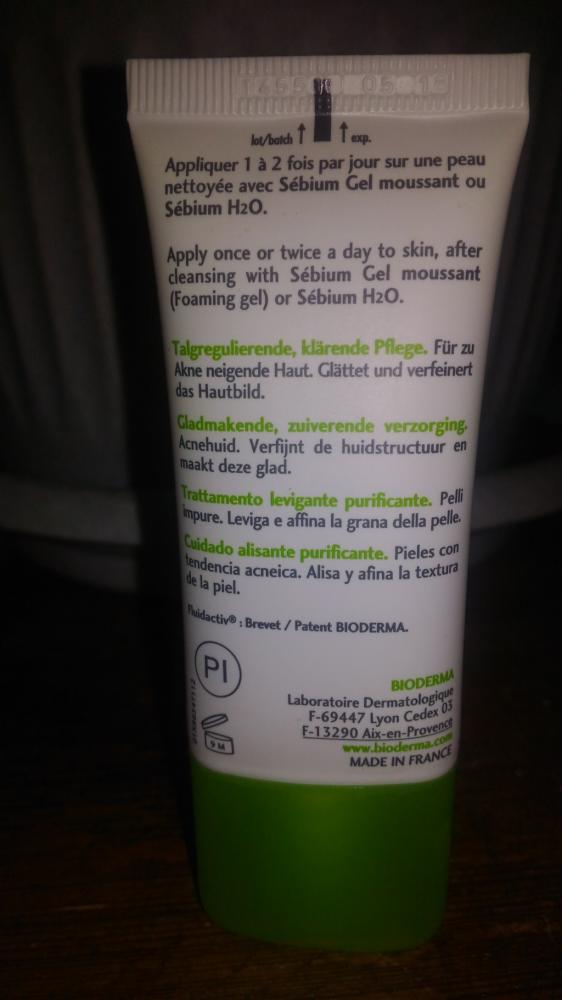 05 18
lot/batch ↑ ↑ exp.
Appliquer 1 à 2 fois par jour sur une peau
nettoyée avec Sébium Gel moussant ou
Sébium H2O.
Apply once or twice a day to skin, after
cleansing with Sébium Gel moussant
(Foaming gel) or Sébium H2O.
Talgregulierende, klärende Pflege. Für zu
Akne neigende Haut. Glättet und verfeinert
das Hautbild.
Gladmakende, zuiverende verzorging.
Acnehuid. Verfijnt de huidstructuur en
maakt deze glad.
Trattamento levigante purificante. Pelli
impure. Leviga e affina la grana della pelle.
Cuidado alisante purificante. Pieles con
tendencia acneica. Alisa y afina la textura
de la piel.
Fluidactiv® : Brevet / Patent BIODERMA.
PI
9 M
BIODERMA
Laboratoire Dermatologique
F-69447 Lyon Cedex 03
F-13290 Aix-en-Provence
www.bioderma.com
MADE IN FRANCE